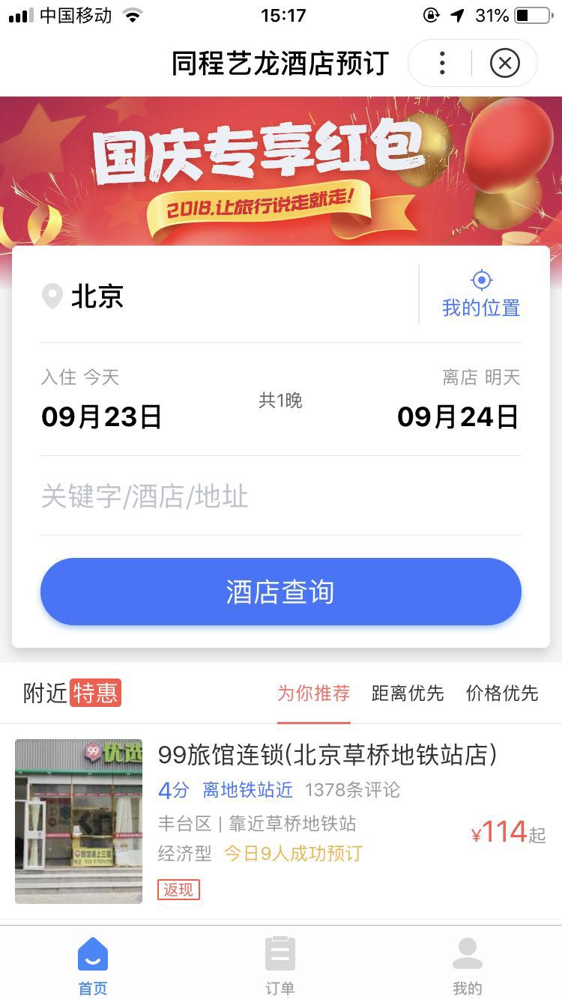 中国移动
15:17
31%
同程艺龙酒店预订
国庆专享红包
2018.让旅行说走就走!
北京
我的位置
入住 今天
离店 明天
09月23日
共1晚
09月24日
关键字/酒店/地址
酒店查询
附近特惠
为你推荐
距离优先
价格优先
99旅馆连锁(北京草桥地铁站店)
4分 离地铁站近 1378条评论
丰台区 | 靠近草桥地铁站
¥114起
经济型 今日9人成功预订
返现
99优选
首页
订单
我的